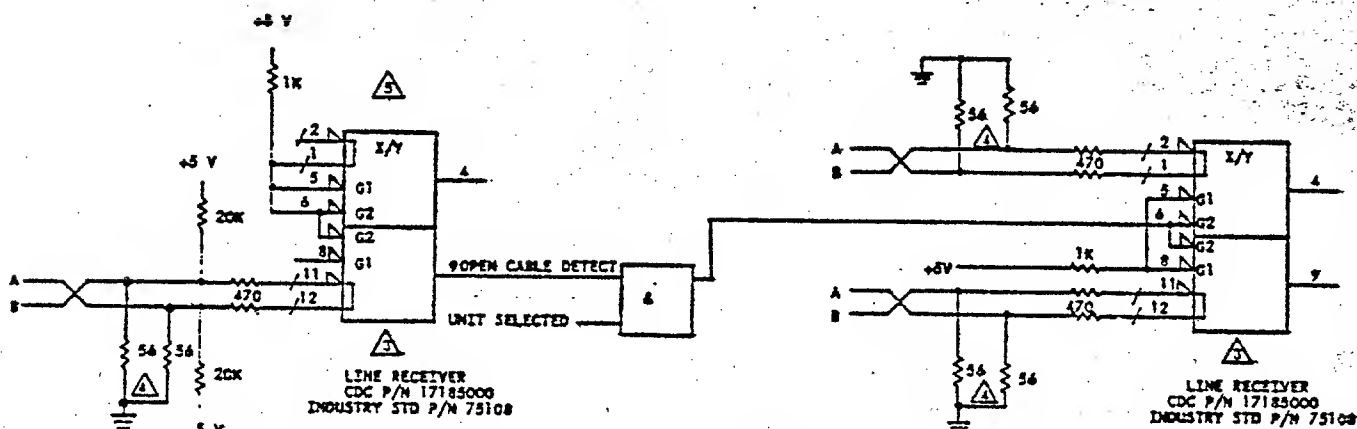 +5 V
1K
5
2
1
X/Y
4
5
G1
6
G2
G2
8
G1
+5 V
20K
A
B
470
11
12
9 OPEN CABLE DETECT
UNIT SELECTED
&
56
56
4
20K
5 V
3
LINE RECEIVER
CDC P/N 17185000
INDUSTRY STD P/N 75108
56
56
4
A
B
470
2
1
X/Y
4
5
G1
6
G2
G2
1K
+5V
8
G1
9
A
B
470
11
12
56
4
56
3
LINE RECEIVER
CDC P/N 17185000
INDUSTRY STD P/N 75108